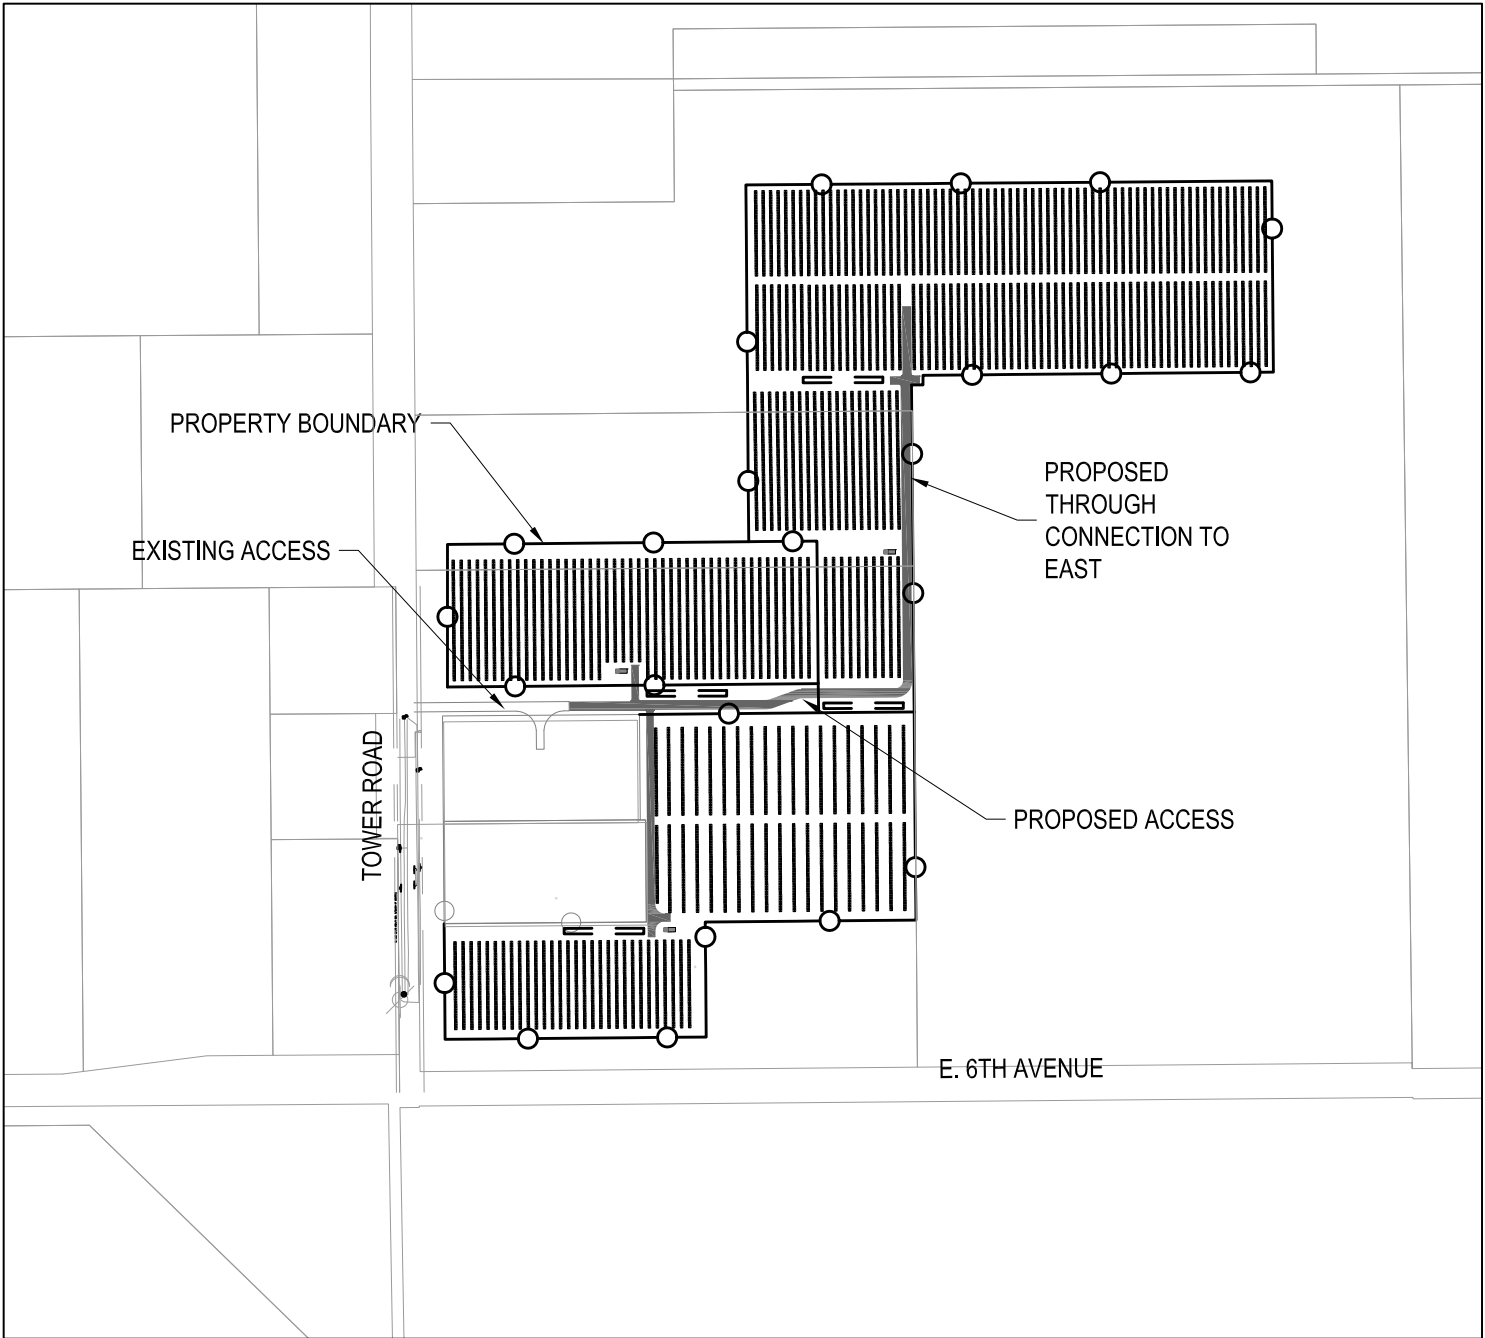 PROPERTY BOUNDARY
PROPOSED
THROUGH
CONNECTION TO
EAST
EXISTING ACCESS
TOWER ROAD
PROPOSED ACCESS
E. 6TH AVENUE